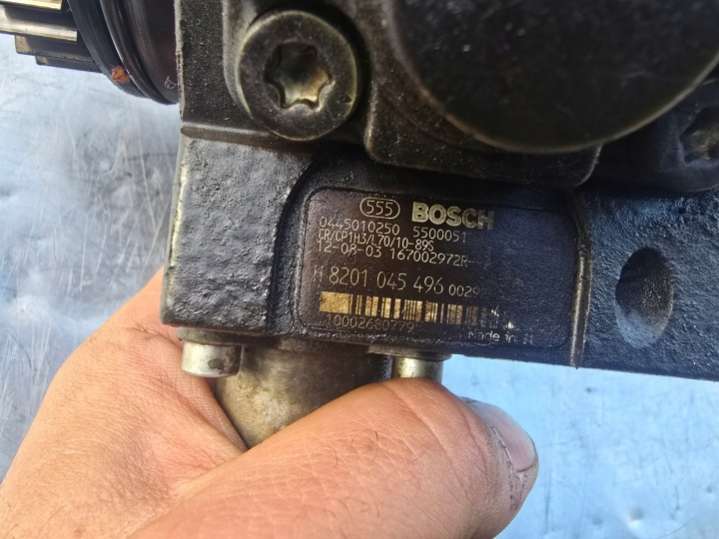 555 BOSCH
0445010250 5500051
CR/CP1H3/L70/10-89S
12-08-03 167002972R
H 8201 045 496 0029
10002680779
Made in